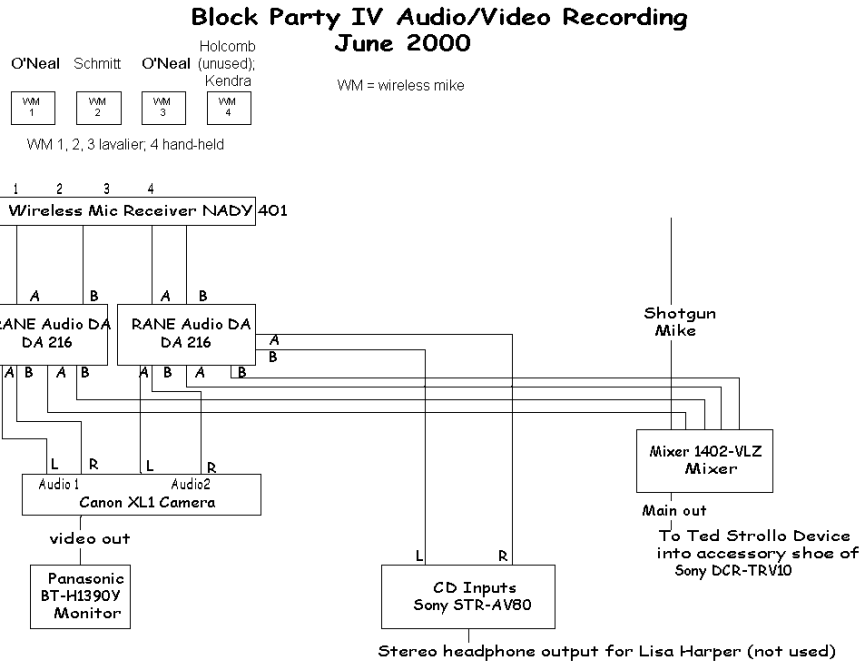 Block Party IV Audio/Video Recording
June 2000
O'Neal Schmitt O'Neal Holcomb
(unused);
Kendra
WM = wireless mike
WM 1
WM 2
WM 3
WM 4
WM 1, 2, 3 lavalier; 4 hand-held
1 2 3 4
Wireless Mic Receiver NADY 401
A B A B
RANE Audio DA
DA 216
RANE Audio DA
DA 216
A
B
Shotgun
Mike
A B A B A B A B
Mixer 1402-VLZ
Mixer
L R L R
Audio 1 Audio2
Canon XL1 Camera
Main out
To Ted Strollo Device
into accessory shoe of
Sony DCR-TRV10
video out
Panasonic
BT-H1390Y
Monitor
L R
CD Inputs
Sony STR-AV80
Stereo headphone output for Lisa Harper (not used)